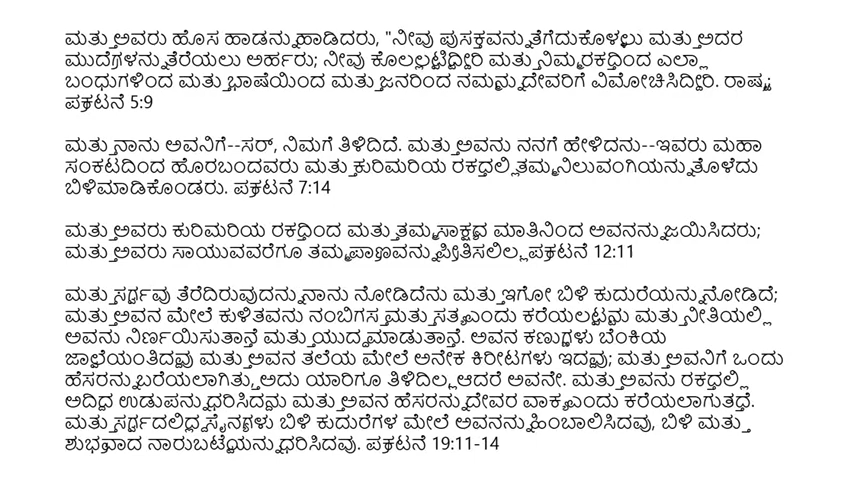 ಮತ್ತು ಅವರು ಹೊಸ ಹಾಡನ್ನು ಹಾಡಿದರು, "ನೀವು ಪುಸ್ತಕವನ್ನು ತೆಗೆದುಕೊಳ್ಳಲು ಮತ್ತು ಅದರ
ಮುದ್ರೆಗಳನ್ನು ತೆರೆಯಲು ಅರ್ಹರು; ನೀವು ಕೊಲ್ಲಲ್ಪಟ್ಟಿದ್ದೀರಿ ಮತ್ತು ನಿಮ್ಮ ರಕ್ತದಿಂದ ಎಲ್ಲಾ
ಬಂಧುಗಳಿಂದ ಮತ್ತು ಭಾಷೆಯಿಂದ ಮತ್ತು ಜನರಿಂದ ನಮ್ಮನ್ನು ದೇವರಿಗೆ ವಿಮೋಚಿಸಿದ್ದೀರಿ. ರಾಷ್ಟ್ರ;
ಪ್ರಕಟನೆ 5:9
ಮತ್ತು ನಾನು ಅವನಿಗೆ--ಸರ್, ನಿಮಗೆ ತಿಳಿದಿದೆ. ಮತ್ತು ಅವನು ನನಗೆ ಹೇಳಿದನು--ಇವರು ಮಹಾ
ಸಂಕಟದಿಂದ ಹೊರಬಂದವರು ಮತ್ತು ಕುರಿಮರಿಯ ರಕ್ತದಲ್ಲಿ ತಮ್ಮ ನಿಲುವಂಗಿಯನ್ನು ತೊಳೆದು
ಬಿಳಿಮಾಡಿಕೊಂಡರು. ಪ್ರಕಟನೆ 7:14
ಮತ್ತು ಅವರು ಕುರಿಮರಿಯ ರಕ್ತದಿಂದ ಮತ್ತು ತಮ್ಮ ಸಾಕ್ಷ್ಯದ ಮಾತಿನಿಂದ ಅವನನ್ನು ಜಯಿಸಿದರು;
ಮತ್ತು ಅವರು ಸಾಯುವವರೆಗೂ ತಮ್ಮ ಪ್ರಾಣವನ್ನು ಪ್ರೀತಿಸಲಿಲ್ಲ. ಪ್ರಕಟನೆ 12:11
ಮತ್ತು ಸ್ವರ್ಗವು ತೆರೆದಿರುವುದನ್ನು ನಾನು ನೋಡಿದೆನು ಮತ್ತು ಇಗೋ ಬಿಳಿ ಕುದುರೆಯನ್ನು ನೋಡಿದೆ;
ಮತ್ತು ಅವನ ಮೇಲೆ ಕುಳಿತವನು ನಂಬಿಗಸ್ತ ಮತ್ತು ಸತ್ಯ ಎಂದು ಕರೆಯಲ್ಪಟ್ಟನು ಮತ್ತು ನೀತಿಯಲ್ಲಿ
ಅವನು ನಿರ್ಣಯಿಸುತ್ತಾನೆ ಮತ್ತು ಯುದ್ಧ ಮಾಡುತ್ತಾನೆ. ಅವನ ಕಣ್ಣುಗಳು ಬೆಂಕಿಯ
ಜ್ವಾಲೆಯಂತಿದ್ದವು ಮತ್ತು ಅವನ ತಲೆಯ ಮೇಲೆ ಅನೇಕ ಕಿರೀಟಗಳು ಇದ್ದವು; ಮತ್ತು ಅವನಿಗೆ ಒಂದು
ಹೆಸರನ್ನು ಬರೆಯಲಾಗಿತ್ತು, ಅದು ಯಾರಿಗೂ ತಿಳಿದಿಲ್ಲ, ಆದರೆ ಅವನೇ. ಮತ್ತು ಅವನು ರಕ್ತದಲ್ಲಿ
ಅದ್ದಿದ ಉಡುಪನ್ನು ಧರಿಸಿದ್ದನು ಮತ್ತು ಅವನ ಹೆಸರನ್ನು ದೇವರ ವಾಕ್ಯ ಎಂದು ಕರೆಯಲಾಗುತ್ತದೆ.
ಮತ್ತು ಸ್ವರ್ಗದಲ್ಲಿದ್ದ ಸೈನ್ಯಗಳು ಬಿಳಿ ಕುದುರೆಗಳ ಮೇಲೆ ಅವನನ್ನು ಹಿಂಬಾಲಿಸಿದವು, ಬಿಳಿ ಮತ್ತು
ಶುಭ್ರವಾದ ನಾರುಬಟ್ಟೆಯನ್ನು ಧರಿಸಿದವು. ಪ್ರಕಟನೆ 19:11-14